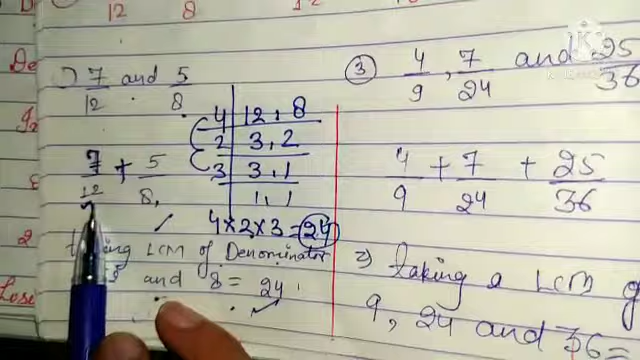 12 8
) 7/12 and 5/8
4 | 12, 8
2 | 3, 2
3 | 3, 1
1, 1
7/12 + 5/8,
4×2×3=24
LCM of Denominator
and 8 = 24
③ 4/9, 7/24 and 25/36
4/9 + 7/24 + 25/36
=) taking a LCM of
9, 24 and 36=
KINEMASTER